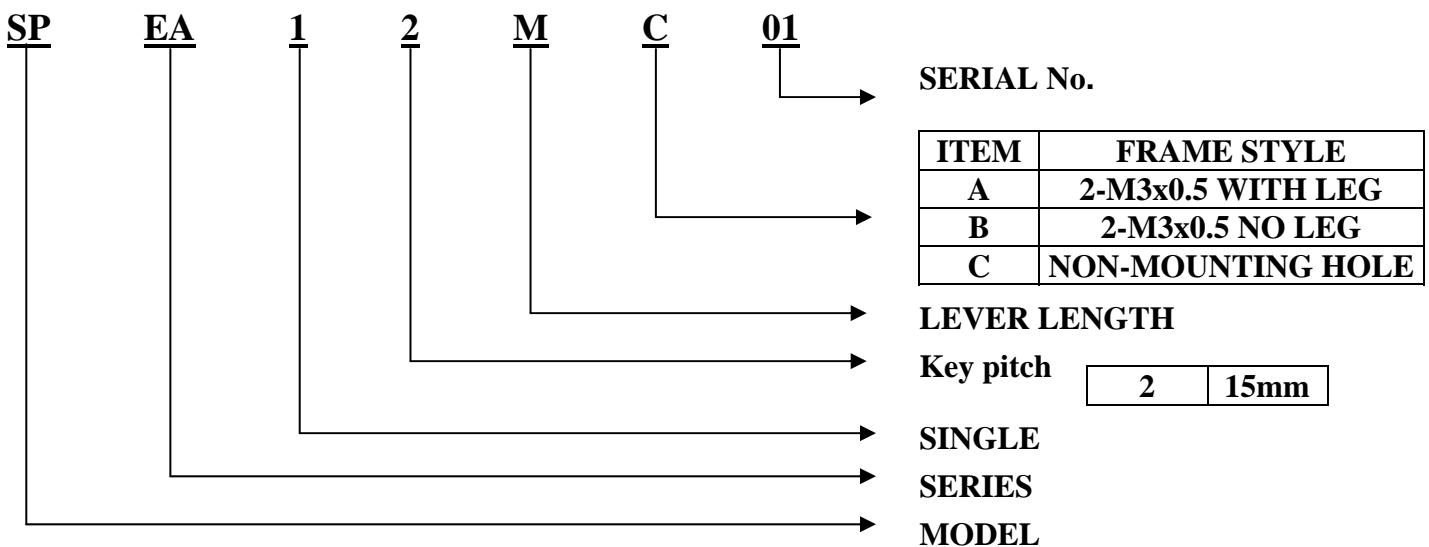 SP EA 1 2 M C 01
SERIAL No.
ITEM FRAME STYLE
A 2-M3x0.5 WITH LEG
B 2-M3x0.5 NO LEG
C NON-MOUNTING HOLE
LEVER LENGTH
Key pitch 2 15mm
SINGLE
SERIES
MODEL